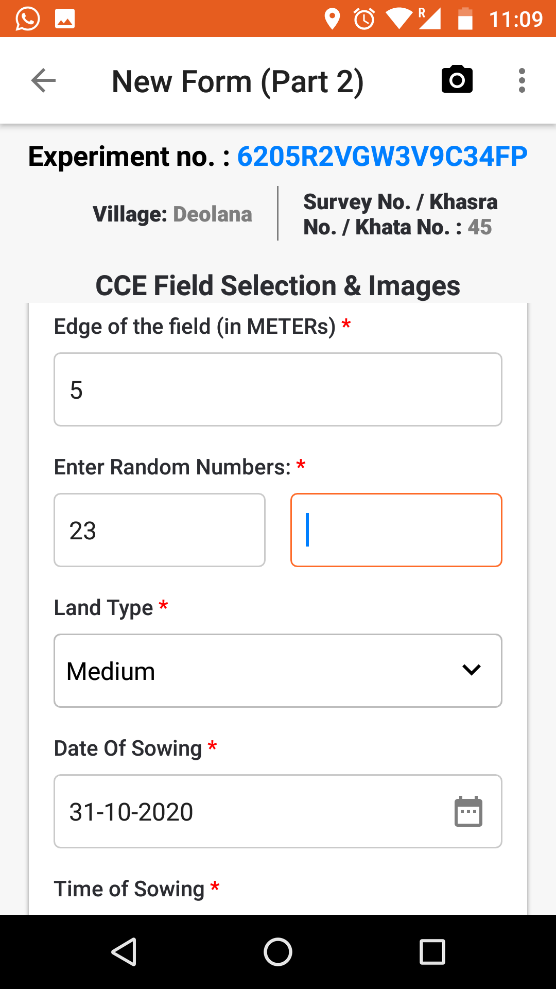 R
11:09
New Form (Part 2)
Experiment no. : 6205R2VGW3V9C34FP
Village: Deolana
Survey No. / Khasra
No. / Khata No. : 45
CCE Field Selection & Images
Edge of the field (in METERs) *
5
Enter Random Numbers: *
23
Land Type *
Medium
Date Of Sowing *
31-10-2020
Time of Sowing *